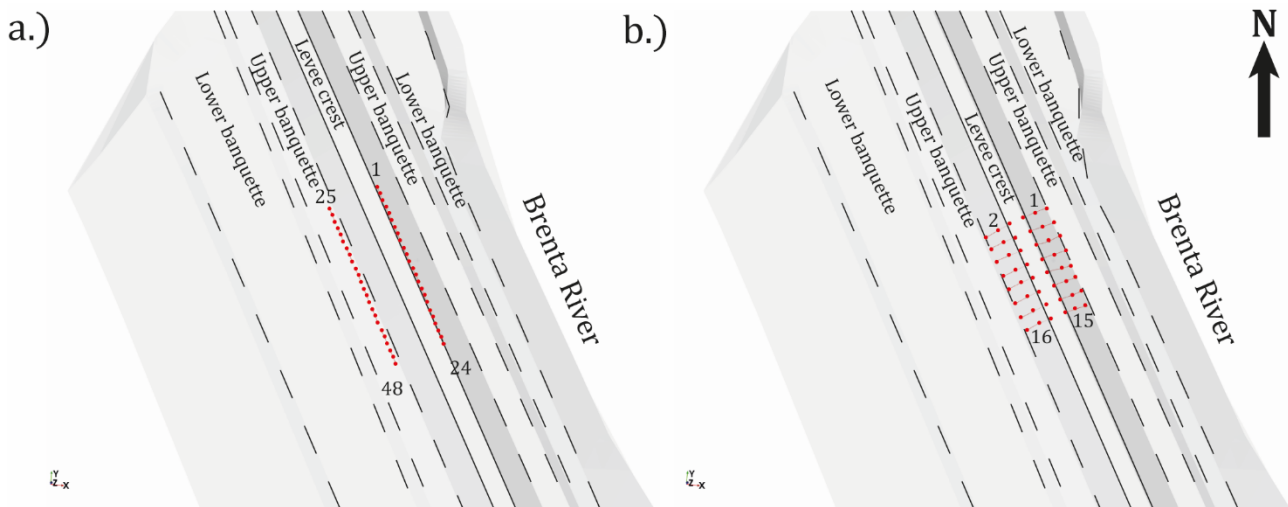 a.)
Lower banquette
Upper banquette
Levee crest
Upper banquette
Lower banquette
25
1
24
48
Brenta River
Y
Z
X
b.)
N
Lower banquette
Upper banquette
Levee crest
Upper banquette
Lower banquette
2
1
15
16
Brenta River
Y
Z
X